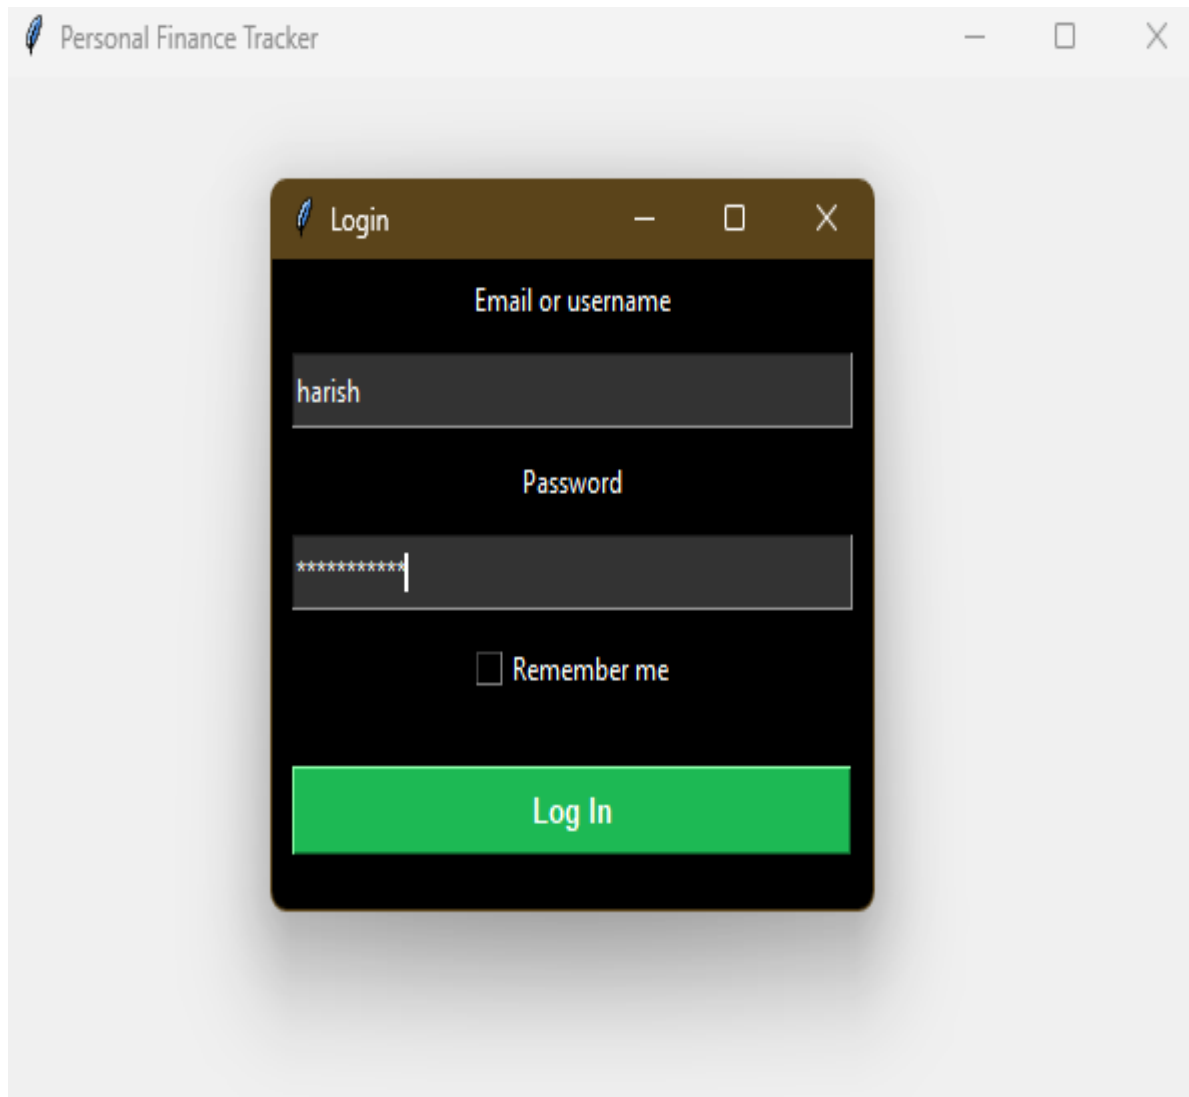 Personal Finance Tracker
Login
Email or username
harish
Password
***********
Remember me
Log In